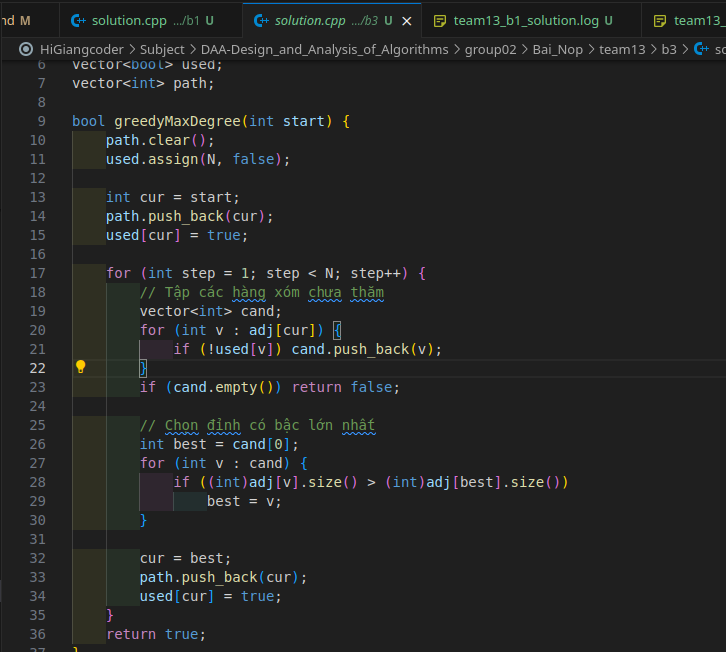 nd M solution.cpp .../b1 U solution.cpp .../b3 U × team13_b1_solution.log U team13_
HiGiangcoder > Subject > DAA-Design_and_Analysis_of_Algorithms > group02 > Bai_Nop > team13 > b3 > so
6 vector<bool> used;
7 vector<int> path;
8
9 bool greedyMaxDegree(int start) {
10 path.clear();
11 used.assign(N, false);
12
13 int cur = start;
14 path.push_back(cur);
15 used[cur] = true;
16
17 for (int step = 1; step < N; step++) {
18 // Tập các hàng xóm chưa thăm
19 vector<int> cand;
20 for (int v : adj[cur]) {
21 if (!used[v]) cand.push_back(v);
22 }
23 if (cand.empty()) return false;
24
25 // Chọn đỉnh có bậc lớn nhất
26 int best = cand[0];
27 for (int v : cand) {
28 if ((int)adj[v].size() > (int)adj[best].size())
29 best = v;
30 }
31
32 cur = best;
33 path.push_back(cur);
34 used[cur] = true;
35 }
36 return true;
37 }